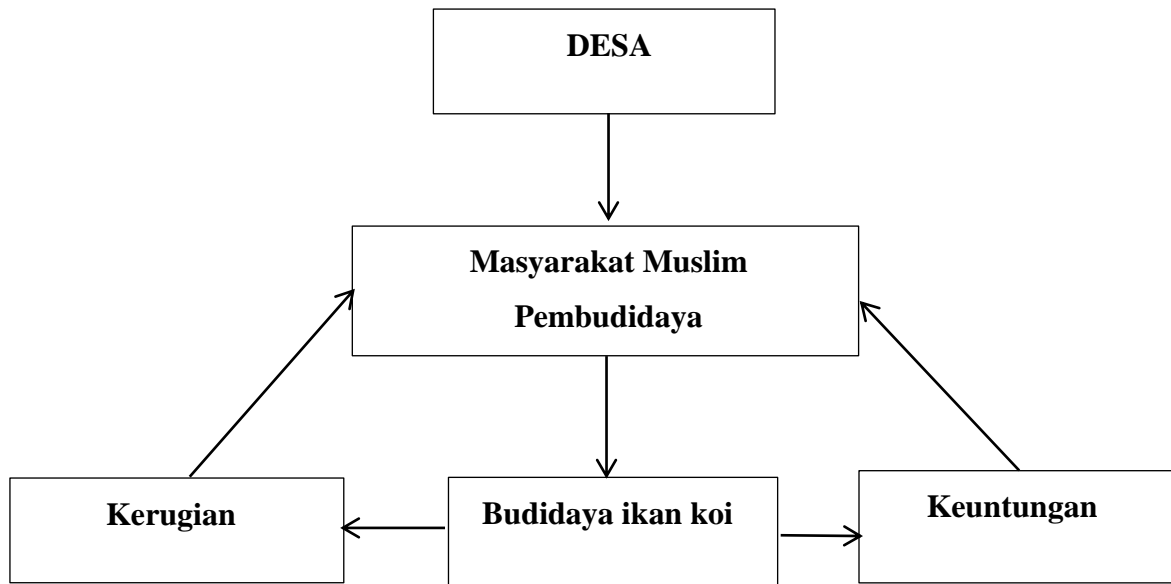 DESA
Masyarakat Muslim
Pembudidaya
Kerugian
Budidaya ikan koi
Keuntungan